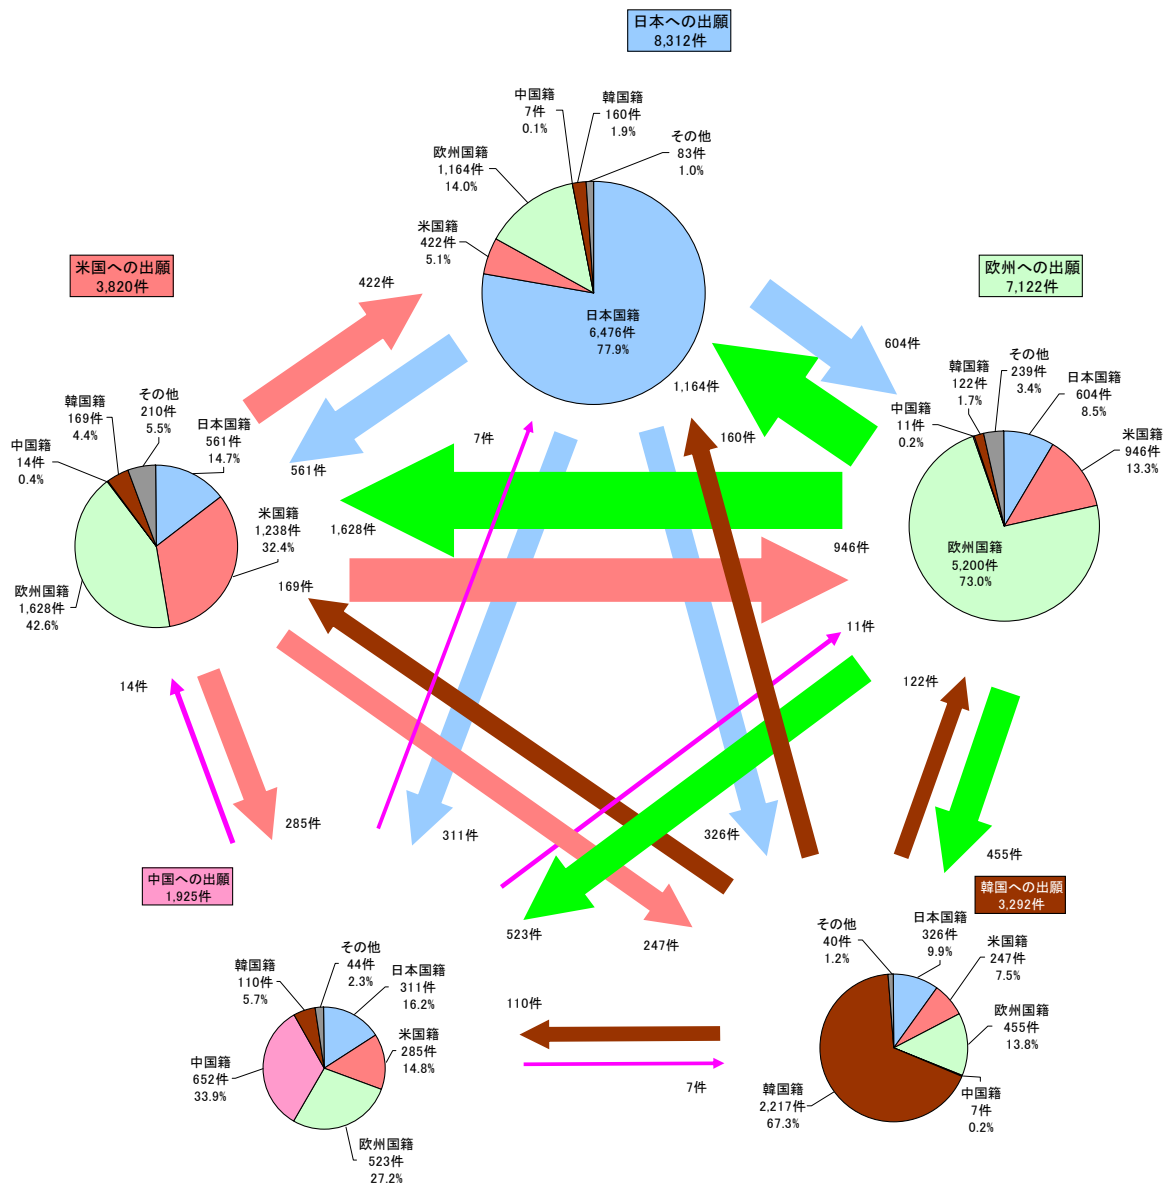 日本への出願
8,312件
中国籍
7件
0.1%
韓国籍
160件
1.9%
その他
83件
1.0%
欧州国籍
1,164件
14.0%
米国籍
422件
5.1%
日本国籍
6,476件
77.9%
米国への出願
3,820件
422件
欧州への出願
7,122件
604件
1,164件
韓国籍
169件
4.4%
その他
210件
5.5%
日本国籍
561件
14.7%
中国籍
14件
0.4%
米国籍
1,238件
32.4%
欧州国籍
1,628件
42.6%
中国籍
11件
0.2%
韓国籍
122件
1.7%
その他
239件
3.4%
日本国籍
604件
8.5%
米国籍
946件
13.3%
欧州国籍
5,200件
73.0%
7件
160件
561件
1,628件
946件
169件
11件
14件
122件
285件
311件
326件
455件
中国への出願
1,925件
韓国への出願
3,292件
523件
247件
韓国籍
110件
5.7%
その他
44件
2.3%
日本国籍
311件
16.2%
米国籍
285件
14.8%
中国籍
652件
33.9%
欧州国籍
523件
27.2%
110件
7件
その他
40件
1.2%
日本国籍
326件
9.9%
米国籍
247件
7.5%
欧州国籍
455件
13.8%
韓国籍
2,217件
67.3%
中国籍
7件
0.2%